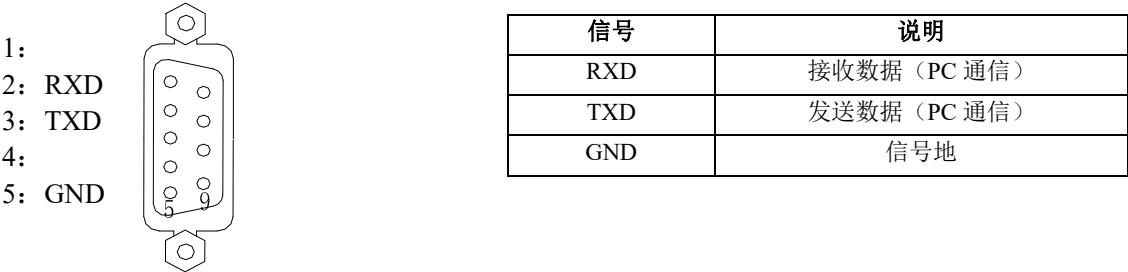 1：
2：RXD
3：TXD
4：
5：GND
5 9
信号 说明
RXD 接收数据（PC 通信）
TXD 发送数据（PC 通信）
GND 信号地